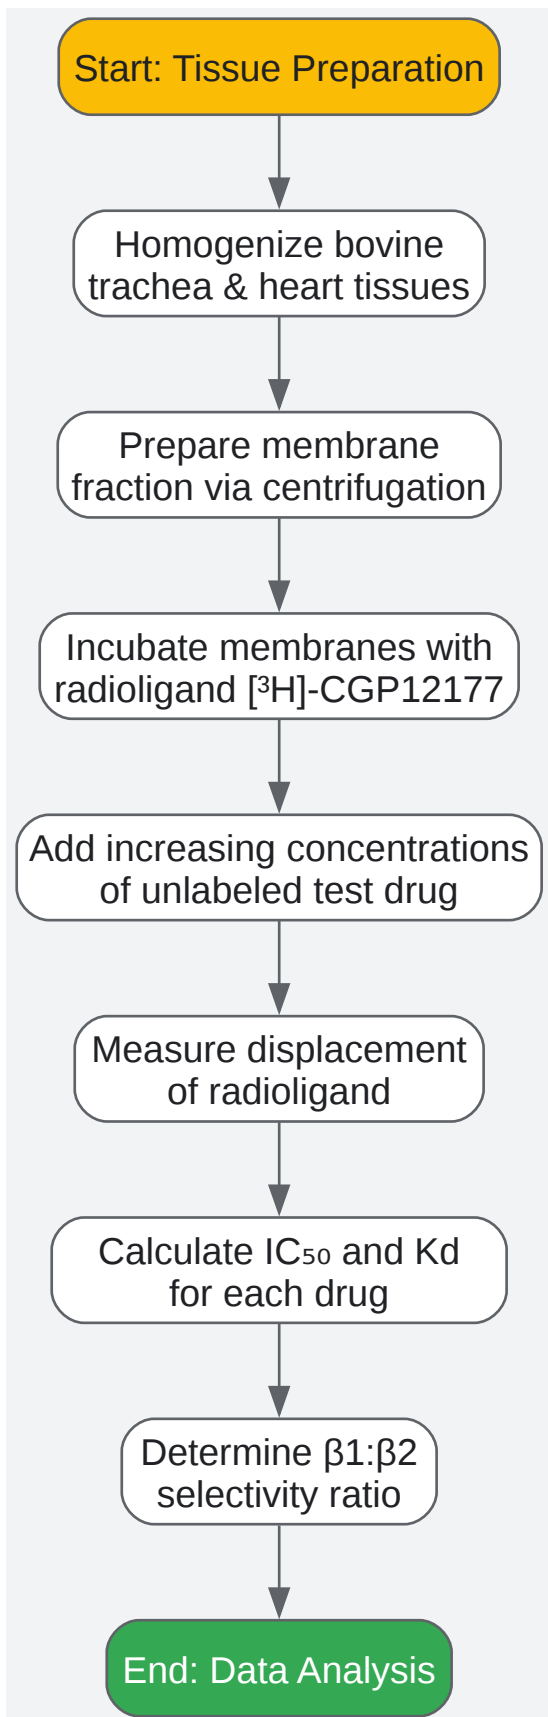 Start: Tissue Preparation
Homogenize bovine
trachea & heart tissues
Prepare membrane
fraction via centrifugation
Incubate membranes with
radioligand [³H]-CGP12177
Add increasing concentrations
of unlabeled test drug
Measure displacement
of radioligand
Calculate IC₅₀ and Kd
for each drug
Determine β1:β2
selectivity ratio
End: Data Analysis